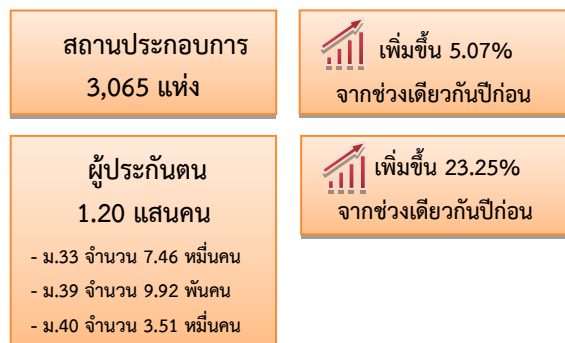 สถานประกอบการ
3,065 แห่ง
เพิ่มขึ้น 5.07%
จากช่วงเดียวกันปีก่อน
ผู้ประกันตน
1.20 แสนคน
- ม.33 จำนวน 7.46 หมื่นคน
- ม.39 จำนวน 9.92 พันคน
- ม.40 จำนวน 3.51 หมื่นคน
เพิ่มขึ้น 23.25%
จากช่วงเดียวกันปีก่อน